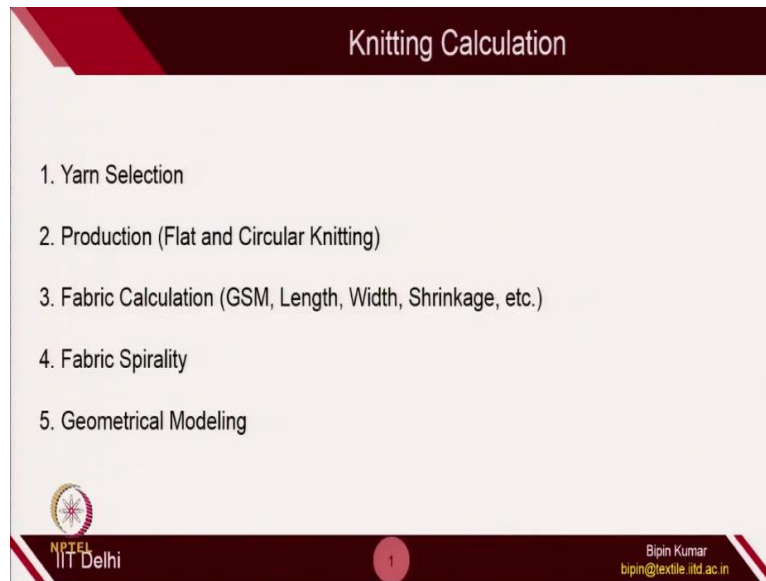 Knitting Calculation
1. Yarn Selection
2. Production (Flat and Circular Knitting)
3. Fabric Calculation (GSM, Length, Width, Shrinkage, etc.)
4. Fabric Spirality
5. Geometrical Modeling
NPTEL
IIT Delhi
1
Bipin Kumar
bipin@textile.iitd.ac.in